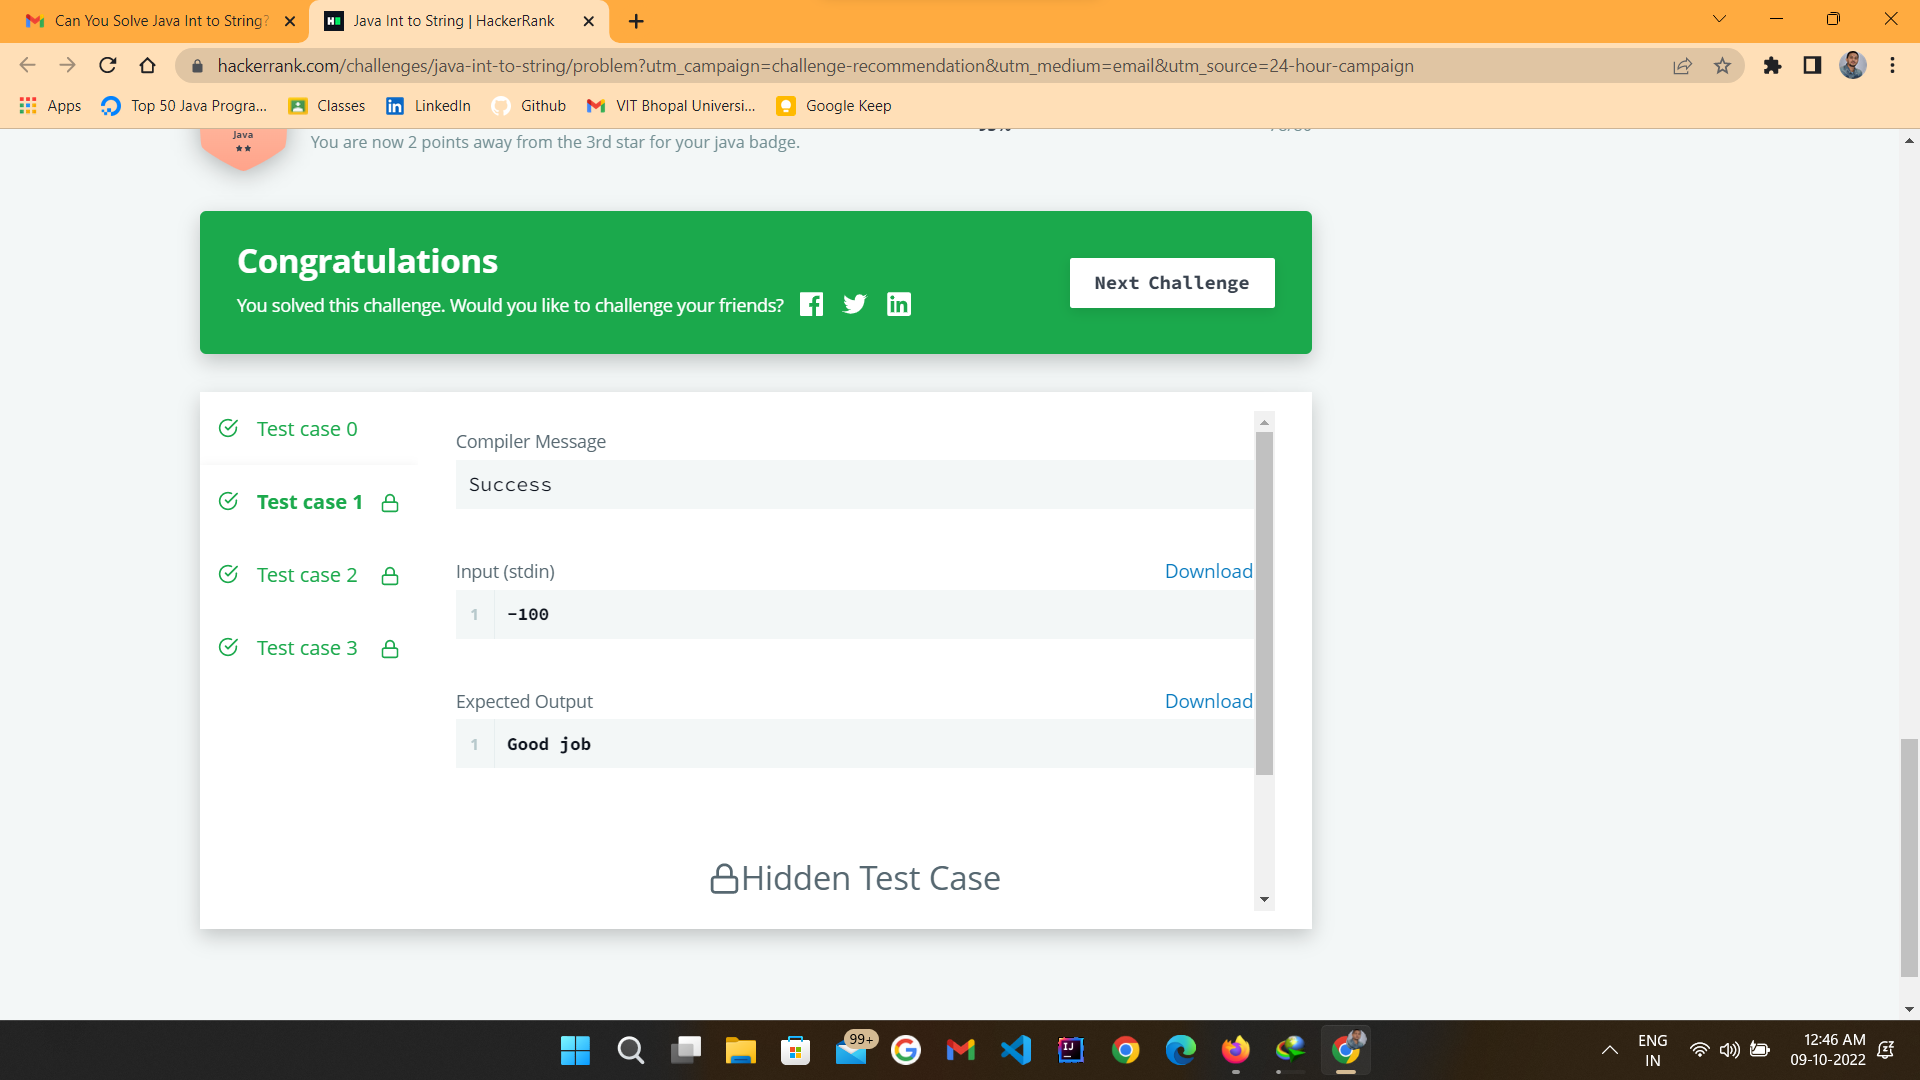 Can You Solve Java Int to String?
Java Int to String | HackerRank
hackerrank.com/challenges/java-int-to-string/problem?utm_campaign=challenge-recommendation&utm_medium=email&utm_source=24-hour-campaign
Apps
Top 50 Java Progra...
Classes
LinkedIn
Github
VIT Bhopal Universi...
Google Keep
Java
You are now 2 points away from the 3rd star for your java badge.
Congratulations
You solved this challenge. Would you like to challenge your friends?
Next Challenge
Test case 0
Test case 1
Test case 2
Test case 3
Compiler Message
Success
Input (stdin)
Download
1 -100
Expected Output
Download
1 Good job
Hidden Test Case
99+
ENG
IN
12:46 AM
09-10-2022